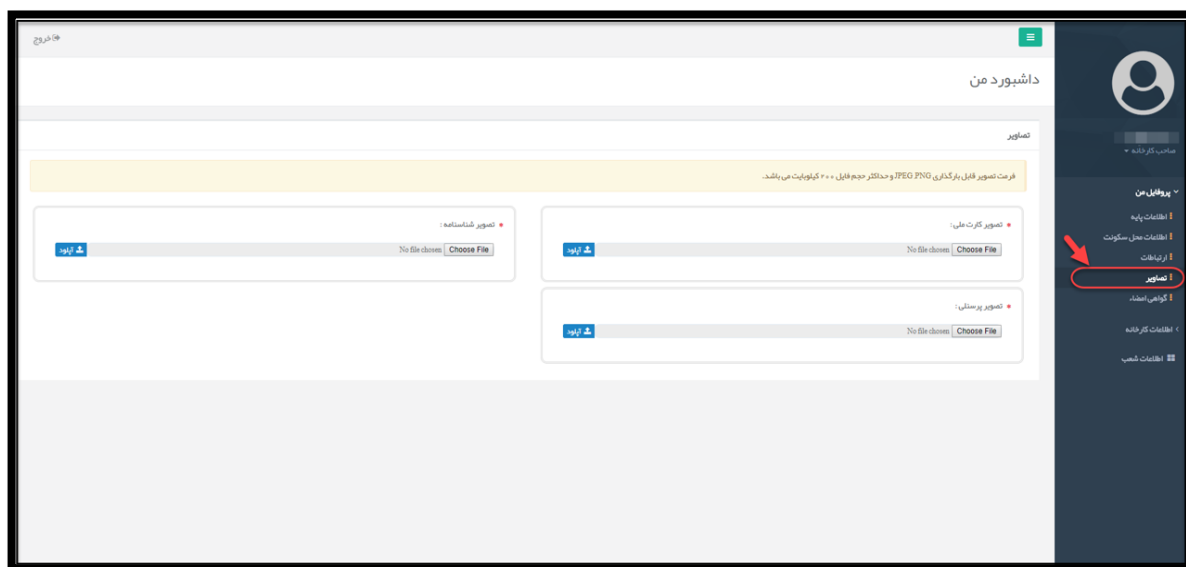 خروج
داشبورد من
تصاویر
فرمت تصویر قابل بارگذاری JPEG ,PNG و حداکثر حجم فایل ۲۰۰ کیلوبایت می باشد.
* تصویر کارت ملی :
Choose File No file chosen
آپلود
* تصویر شناسنامه :
Choose File No file chosen
آپلود
* تصویر پرسنلی :
Choose File No file chosen
آپلود
صاحب کارخانه
پروفایل من
اطلاعات پایه
اطلاعات محل سکونت
ارتباطات
تصاویر
گواهی امضاء
اطلاعات کارخانه
اطلاعات شعب